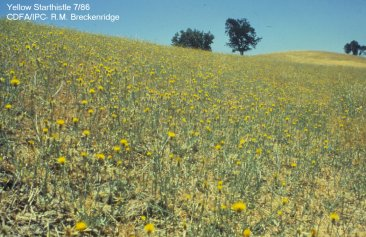 Yellow Starthistle 7/86
CDFA/IPC- R.M. Breckenridge